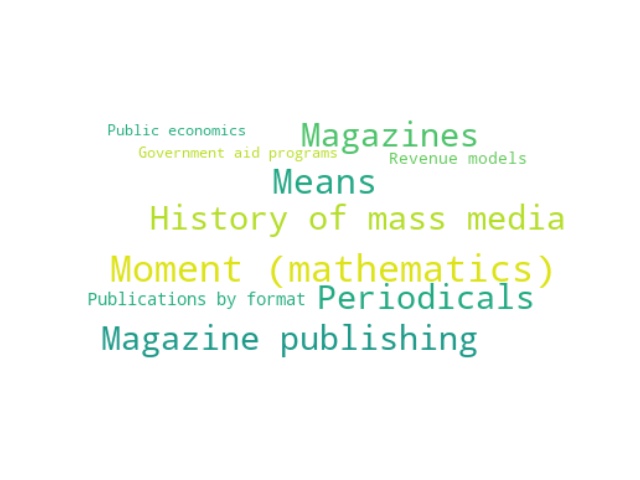 Public economics
Magazines
Government aid programs
Revenue models
Means
History of mass media
Moment (mathematics)
Publications by format
Periodicals
Magazine publishing